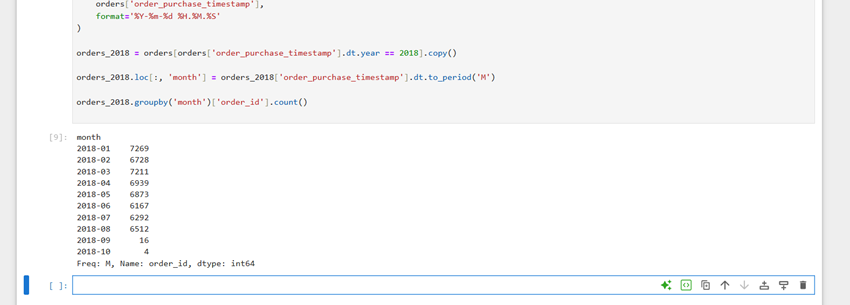 orders['order_purchase_timestamp'],
format='%Y-%m-%d %H.%M.%S'
)
orders_2018 = orders[orders['order_purchase_timestamp'].dt.year == 2018].copy()
orders_2018.loc[:, 'month'] = orders_2018['order_purchase_timestamp'].dt.to_period('M')
orders_2018.groupby('month')['order_id'].count()
[9]: month
2018-01 7269
2018-02 6728
2018-03 7211
2018-04 6939
2018-05 6873
2018-06 6167
2018-07 6292
2018-08 6512
2018-09 16
2018-10 4
Freq: M, Name: order_id, dtype: int64
[ ]: